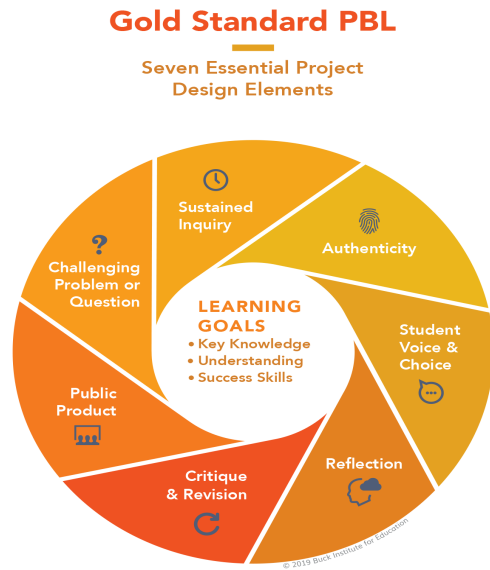 Gold Standard PBL
Seven Essential Project
Design Elements
Sustained
Inquiry
Authenticity
Student
Voice &
Choice
Reflection
Critique
& Revision
Public
Product
Challenging
Problem or
Question
LEARNING
GOALS
• Key Knowledge
• Understanding
• Success Skills
© 2019 Buck Institute for Education